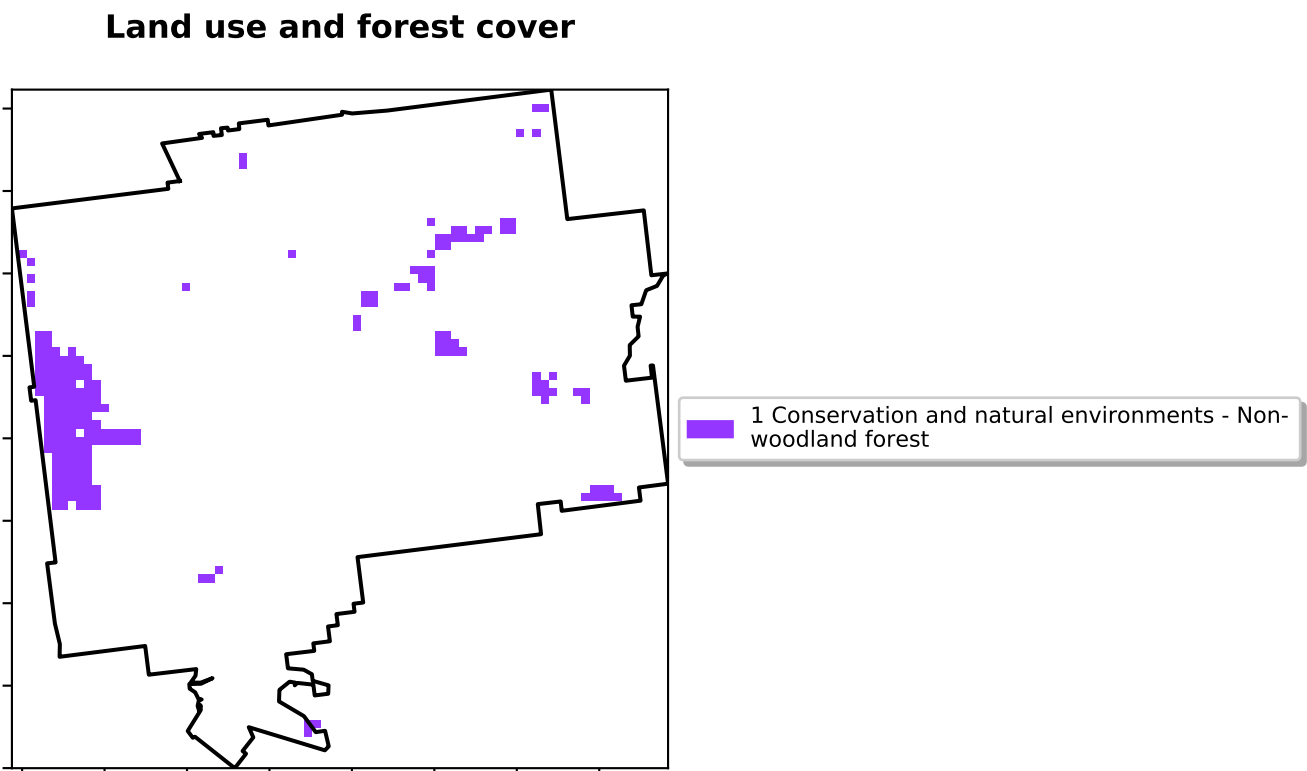 Land use and forest cover
1 Conservation and natural environments - Non-
woodland forest